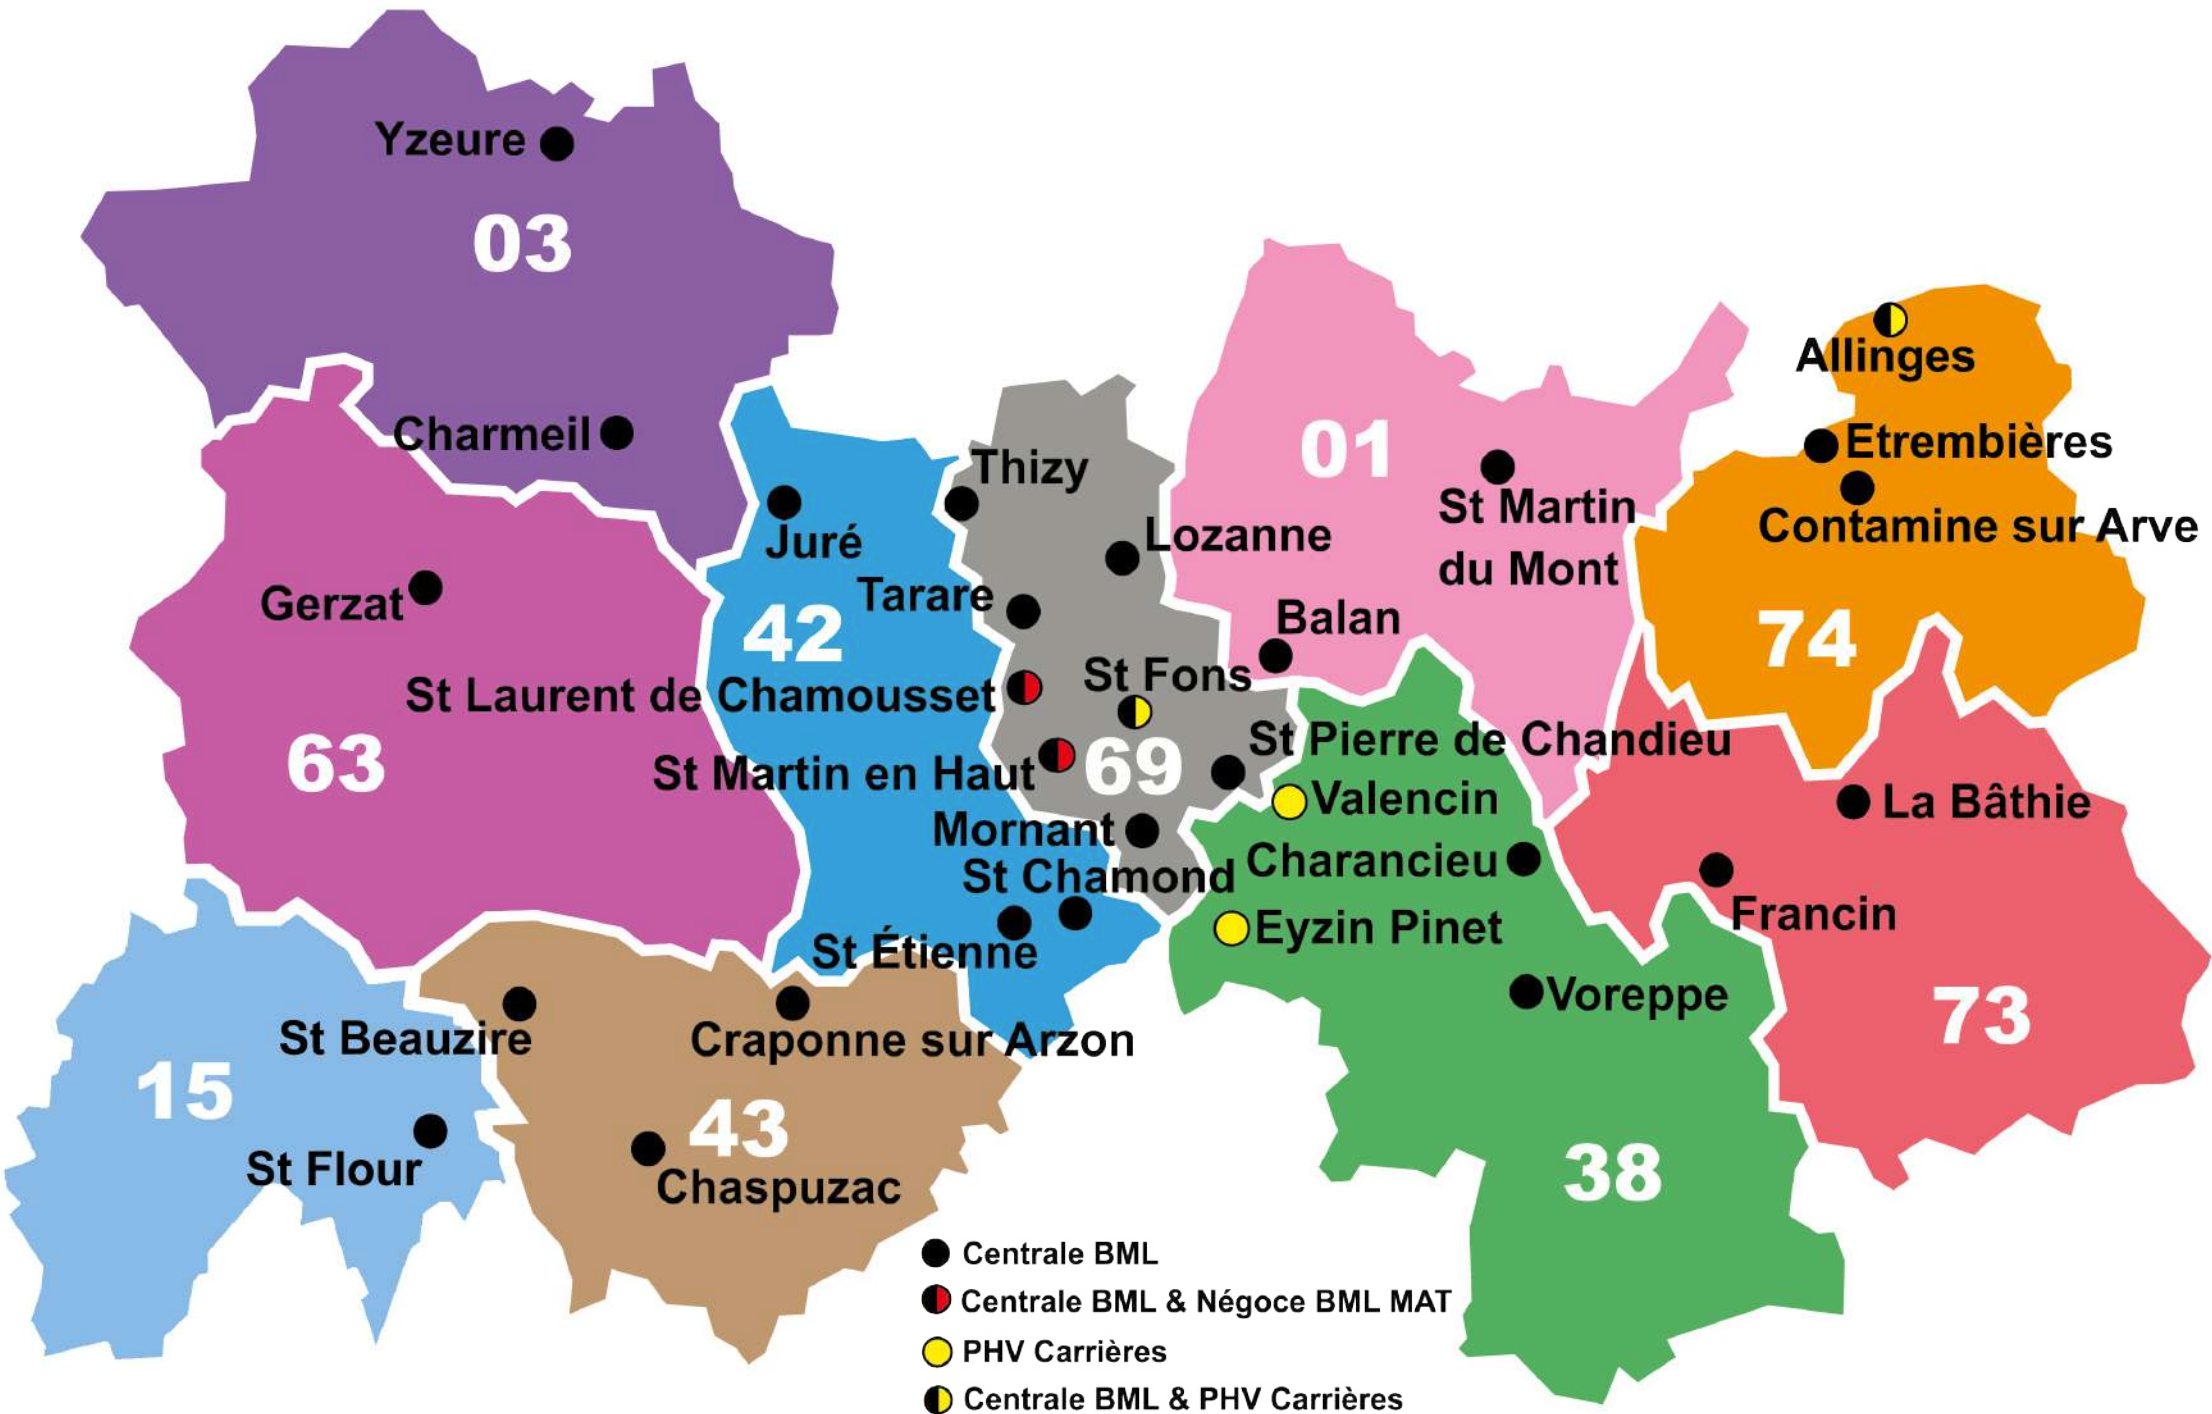 Yzeure
03
Charmeil
Allinges
Etrembières
Contamine sur Arve
74
01
St Martin
du Mont
Balan
Thizy
Lozanne
Tarare
Juré
42
Gerzat
63
St Laurent de Chamousset
St Fons
St Martin en Haut
69
St Pierre de Chandieu
Valencin
Mornant
Charancieu
St Chamond
Eyzin Pinet
St Étienne
Voreppe
La Bâthie
Francin
73
38
St Beauzire
Craponne sur Arzon
15
43
St Flour
Chaspuzac
Centrale BML
Centrale BML & Négoce BML MAT
PHV Carrières
Centrale BML & PHV Carrières